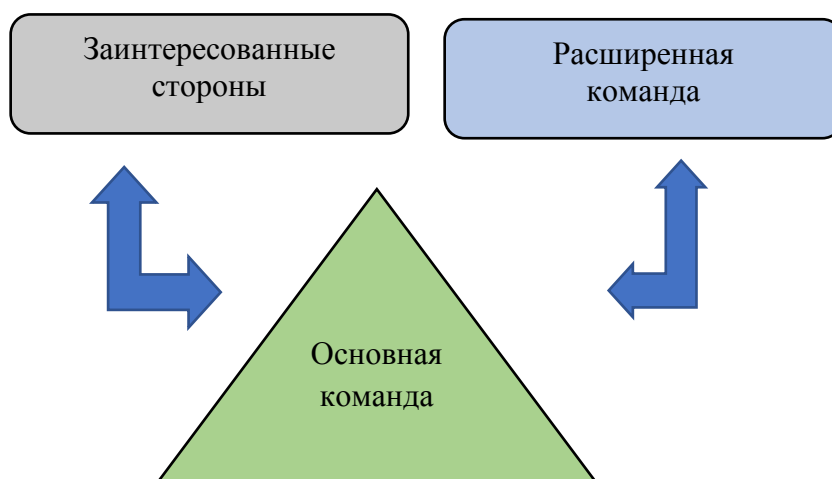 Заинтересованные
стороны
Расширенная
команда
Основная
команда